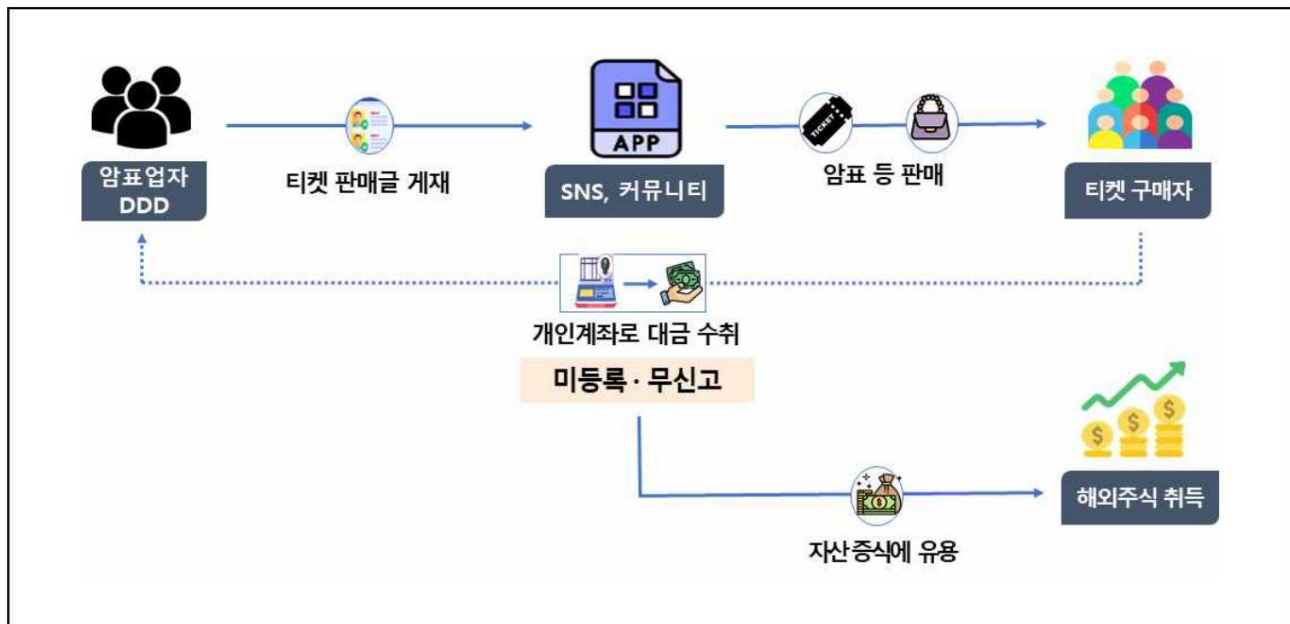 암표업자
DDD
티켓 판매글 게재
APP
SNS, 커뮤니티
TICKET
암표 등 판매
티켓 구매자
개인계좌로 대금 수취
미등록 · 무신고
자산증식에 유용
해외주식 취득